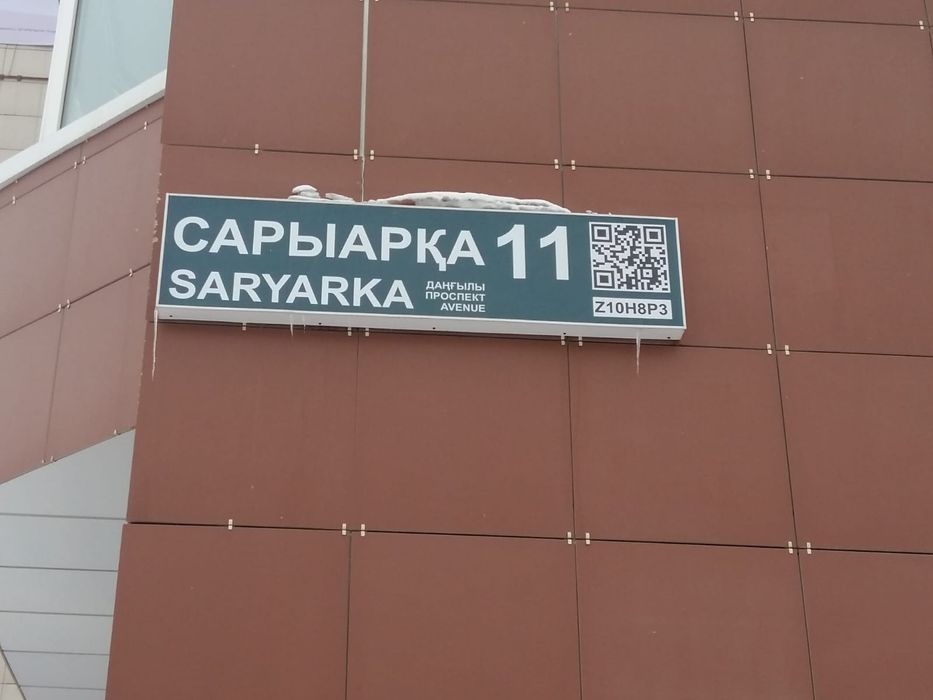 САРЫАРҚА 11
SARYARKA
ДАҢҒЫЛЫ
ПРОСПЕКТ
AVENUE
Z10H8P3